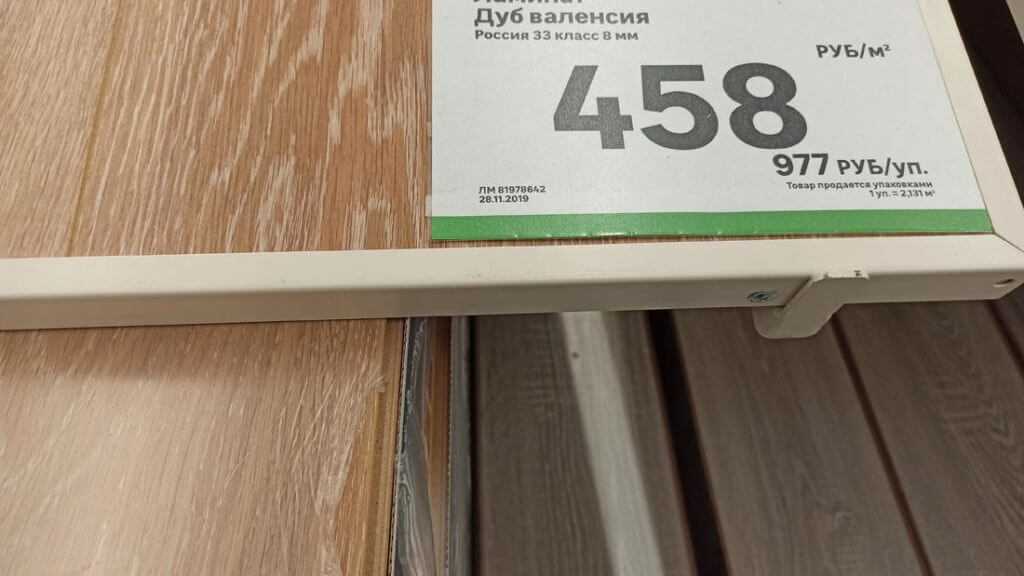 Ламинат
Дуб валенсия
Россия 33 класс 8 мм
РУБ/м²
458
977 РУБ/уп.
Товар продается упаковками
1 уп. = 2,131 м²
ЛМ 81978642
28.11.2019